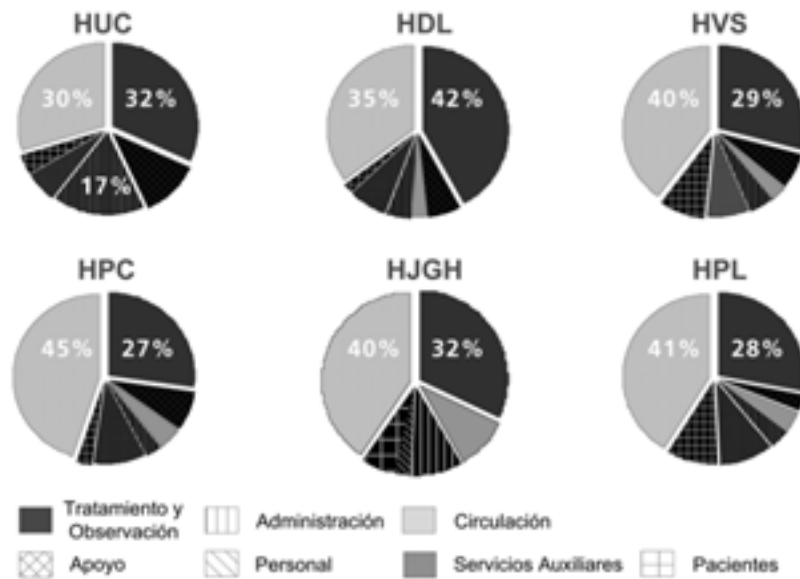 HUC HDL HVS
30% 32% 35% 42% 40% 29%
17%
HPC HJGH HPL
45% 27% 40% 32% 41% 28%
Tratamiento y
Observación Administración Circulación
Apoyo Personal Servicios Auxiliares Pacientes